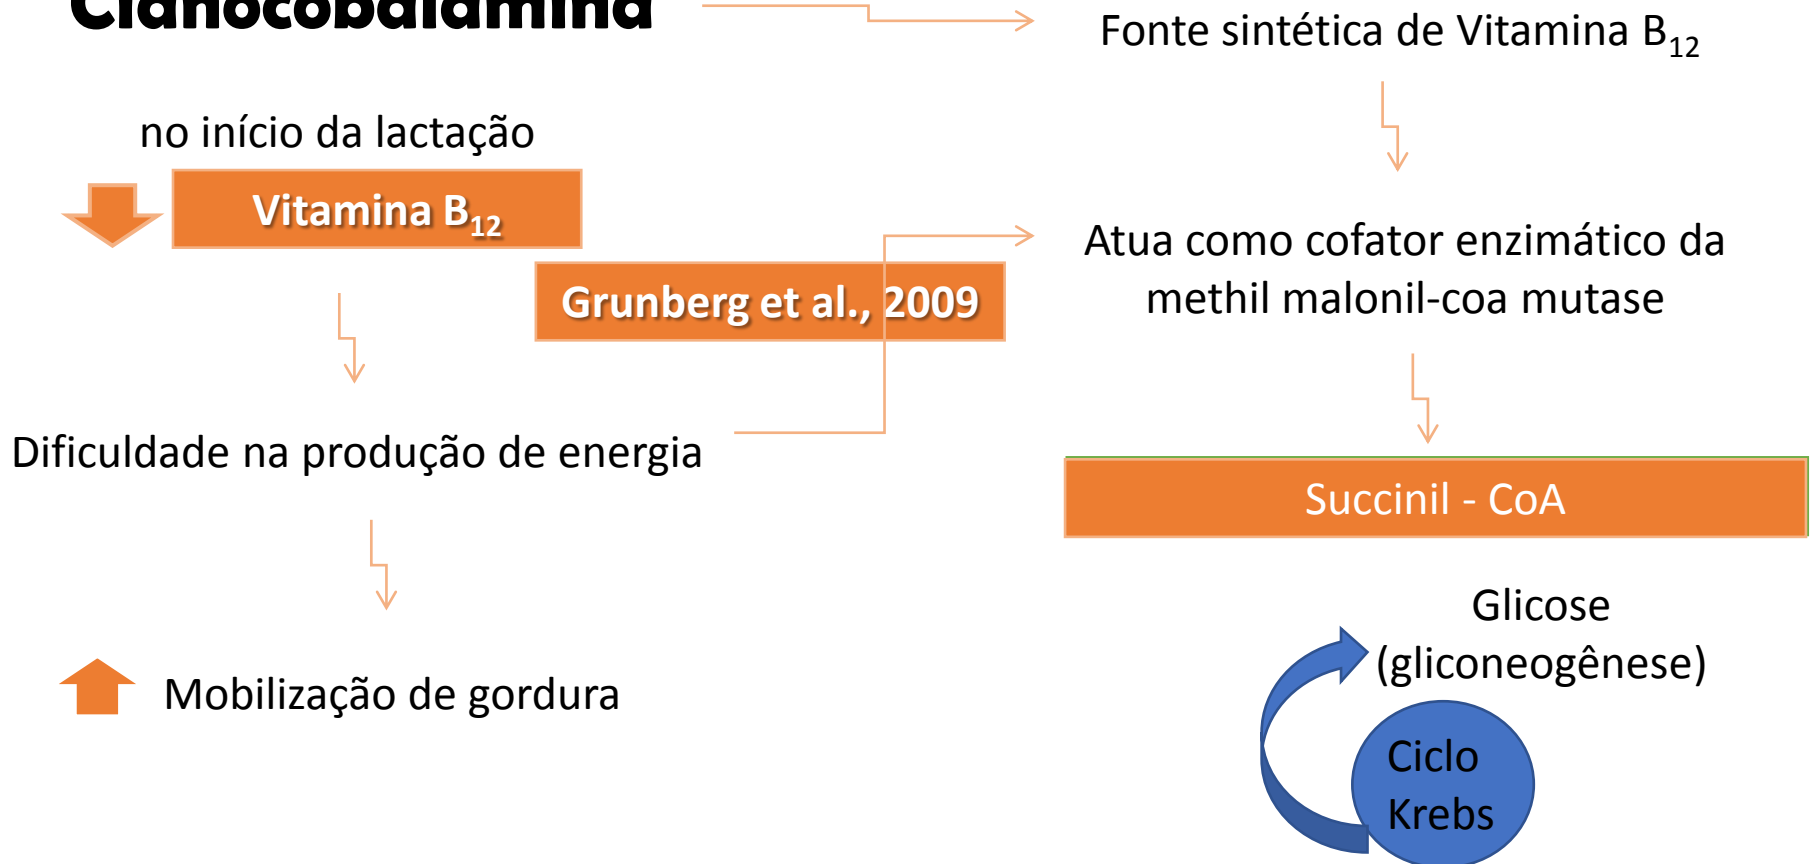 Cianocobalamina
Fonte sintética de Vitamina B₁₂
no início da lactação
Vitamina B₁₂
Grunberg et al., 2009
Atua como cofator enzimático da
methil malonil-coa mutase
Dificuldade na produção de energia
Succinil - CoA
Mobilização de gordura
Glicose
(gliconeogênese)
Ciclo
Krebs